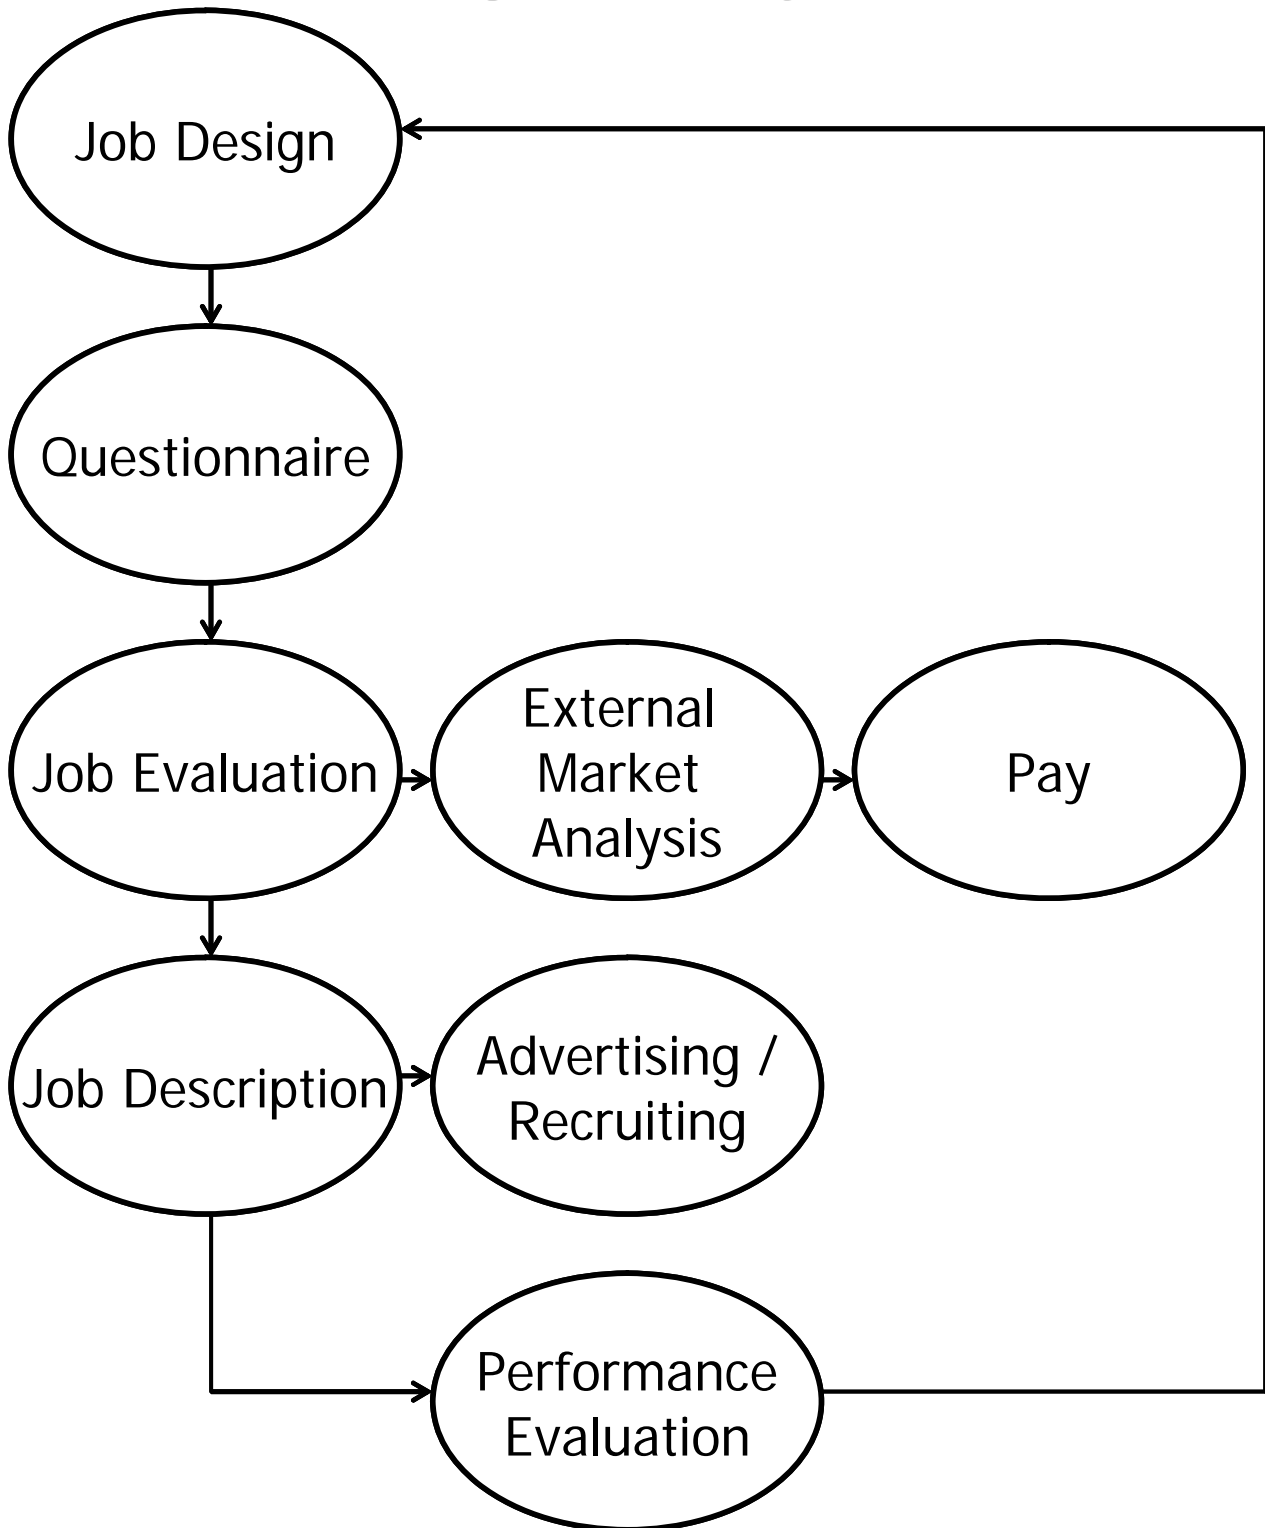 Job Design
Questionnaire
Job Evaluation
External
Market
Analysis
Pay
Job Description
Advertising /
Recruiting
Performance
Evaluation